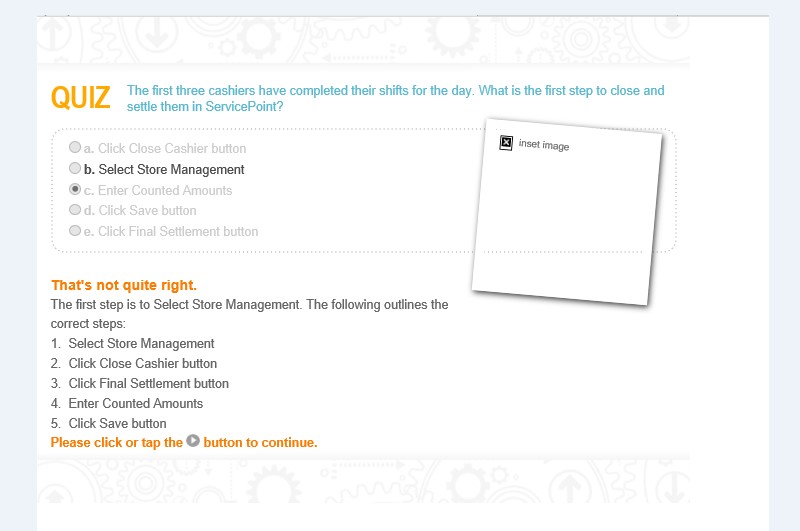 QUIZ
The first three cashiers have completed their shifts for the day. What is the first step to close and
settle them in ServicePoint?
a. Click Close Cashier button
b. Select Store Management
c. Enter Counted Amounts
d. Click Save button
e. Click Final Settlement button
inset image
That's not quite right.
The first step is to Select Store Management. The following outlines the
correct steps:
1. Select Store Management
2. Click Close Cashier button
3. Click Final Settlement button
4. Enter Counted Amounts
5. Click Save button
Please click or tap the button to continue.